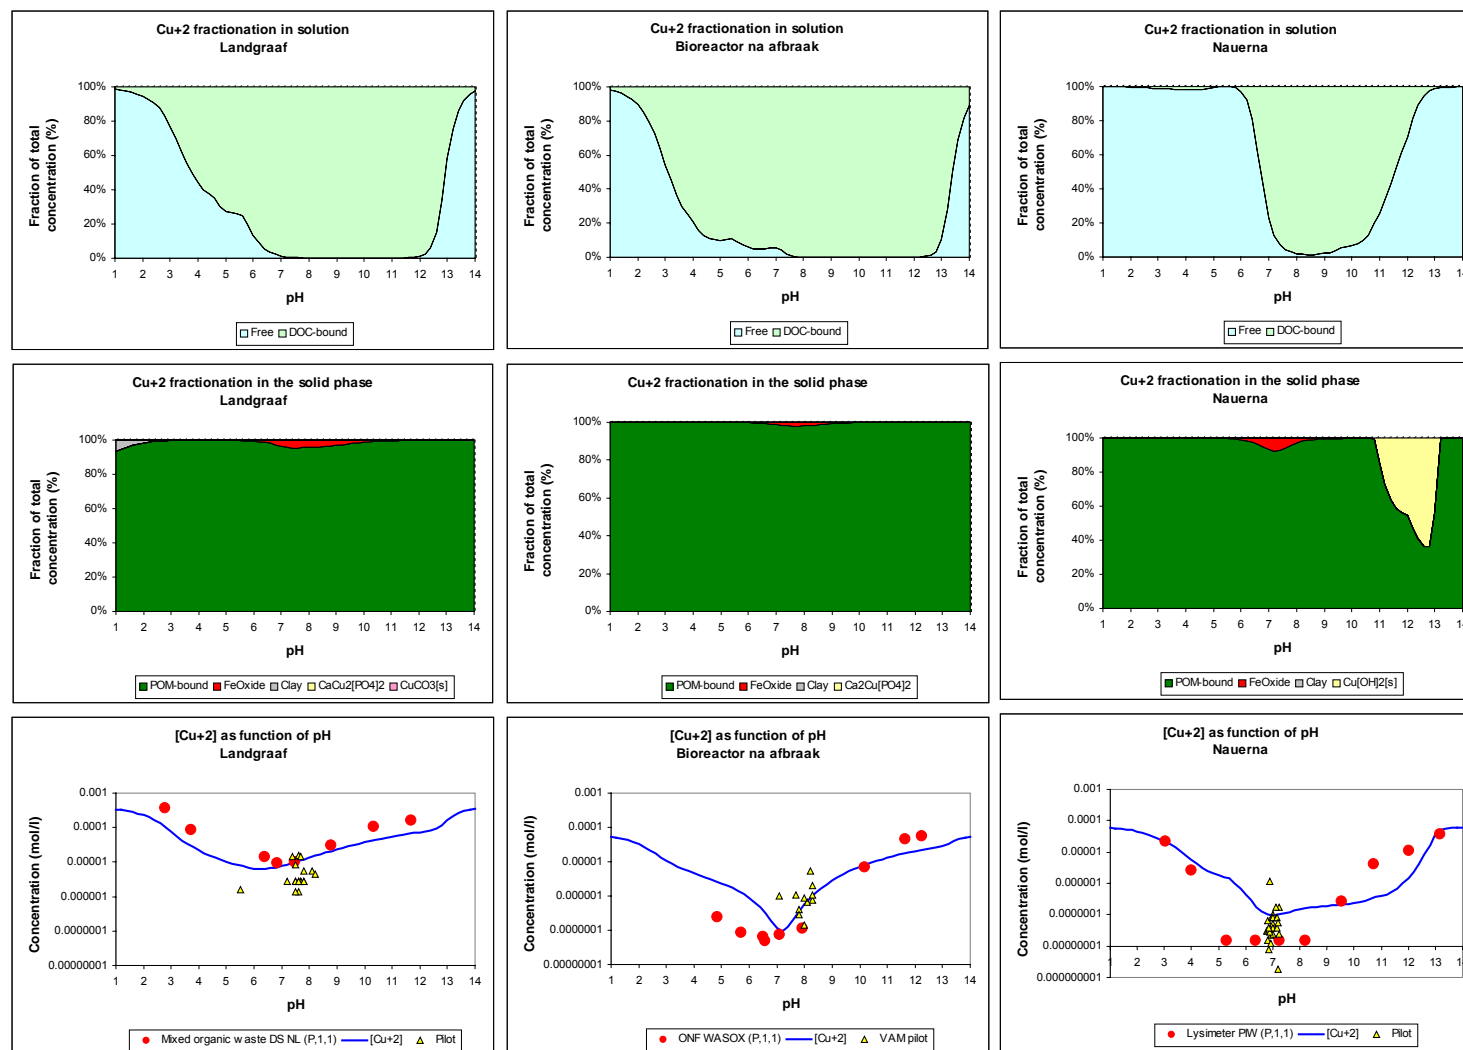 Cu+2 fractionation in solution
Landgraaf
Fraction of total
concentration (%)
100%
80%
60%
40%
20%
0%
1 2 3 4 5 6 7 8 9 10 11 12 13 14
pH
Free DOC-bound
Cu+2 fractionation in solution
Bioreactor na afbraak
Fraction of total
concentration (%)
100%
80%
60%
40%
20%
0%
1 2 3 4 5 6 7 8 9 10 11 12 13 14
pH
Free DOC-bound
Cu+2 fractionation in solution
Nauerna
Fraction of total
concentration (%)
100%
80%
60%
40%
20%
0%
1 2 3 4 5 6 7 8 9 10 11 12 13 14
pH
Free DOC-bound
Cu+2 fractionation in the solid phase
Landgraaf
Fraction of total
concentration (%)
100%
80%
60%
40%
20%
0%
1 2 3 4 5 6 7 8 9 10 11 12 13 14
pH
POM-bound FeOxide Clay CaCu2[PO4]2 CuCO3[s]
Cu+2 fractionation in the solid phase
Fraction of total
concentration (%)
100%
80%
60%
40%
20%
0%
1 2 3 4 5 6 7 8 9 10 11 12 13 14
pH
POM-bound FeOxide Clay Ca2Cu[PO4]2
Cu+2 fractionation in the solid phase
Nauerna
Fraction of total
concentration (%)
100%
80%
60%
40%
20%
0%
1 2 3 4 5 6 7 8 9 10 11 12 13 14
pH
POM-bound FeOxide Clay Cu[OH]2[s]
[Cu+2] as function of pH
Landgraaf
Concentration (mol/l)
0.001
0.0001
0.00001
0.000001
0.0000001
0.00000001
1 2 3 4 5 6 7 8 9 10 11 12 13 14
pH
Mixed organic waste DS NL (P,1,1) [Cu+2] Pilot
[Cu+2] as function of pH
Bioreactor na afbraak
Concentration (mol/l)
0.001
0.0001
0.00001
0.000001
0.0000001
0.00000001
1 2 3 4 5 6 7 8 9 10 11 12 13 14
pH
ONF WASOX (P,1,1) [Cu+2] VAM pilot
[Cu+2] as function of pH
Nauerna
Concentration (mol/l)
0.001
0.0001
0.00001
0.000001
0.0000001
0.00000001
0.000000001
1 2 3 4 5 6 7 8 9 10 11 12 13 14
pH
Lysimeter PIW (P,1,1) [Cu+2] Pilot